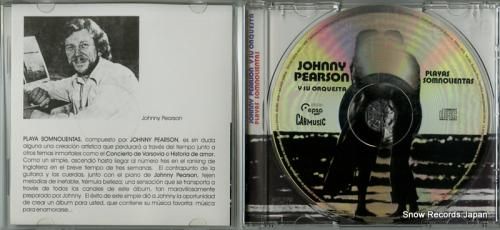 Johnny Pearson
PLAYA SOMNOLIENTAS, compuesto por JOHNNY PEARSON, es sin duda
alguna una creación artística que perdurará a través del tiempo junto a
otros temas inmortales como el Concierto de Varsovia o Historia de amor.
Como un simple, ascendió hasta llegar al número tres en el ranking de
Inglaterra en el breve tiempo de tres semanas. El contrapunto de la
guitarra y las cuerdas, junto con el piano de Johnny Pearson, tejen
melodías de inefable, trémula belleza: una sensación que se transporta a
través de todos los canales de este álbum, tan maravillosamente
preparado por Johnny. El éxito de este simple dió a Johnny la oportunidad
de crear un álbum para usted, que contiene su música favorita: música
para enamorarse...
JOHNNY PEARSON Y SU ORQUESTA
PLAYAS SOMNOLIENTAS
JOHNNY
PEARSON
Y SU ORQUESTA
epsa
CABMUSIC
PLAYAS
SOMNOLIENTAS
Snow Records Japan